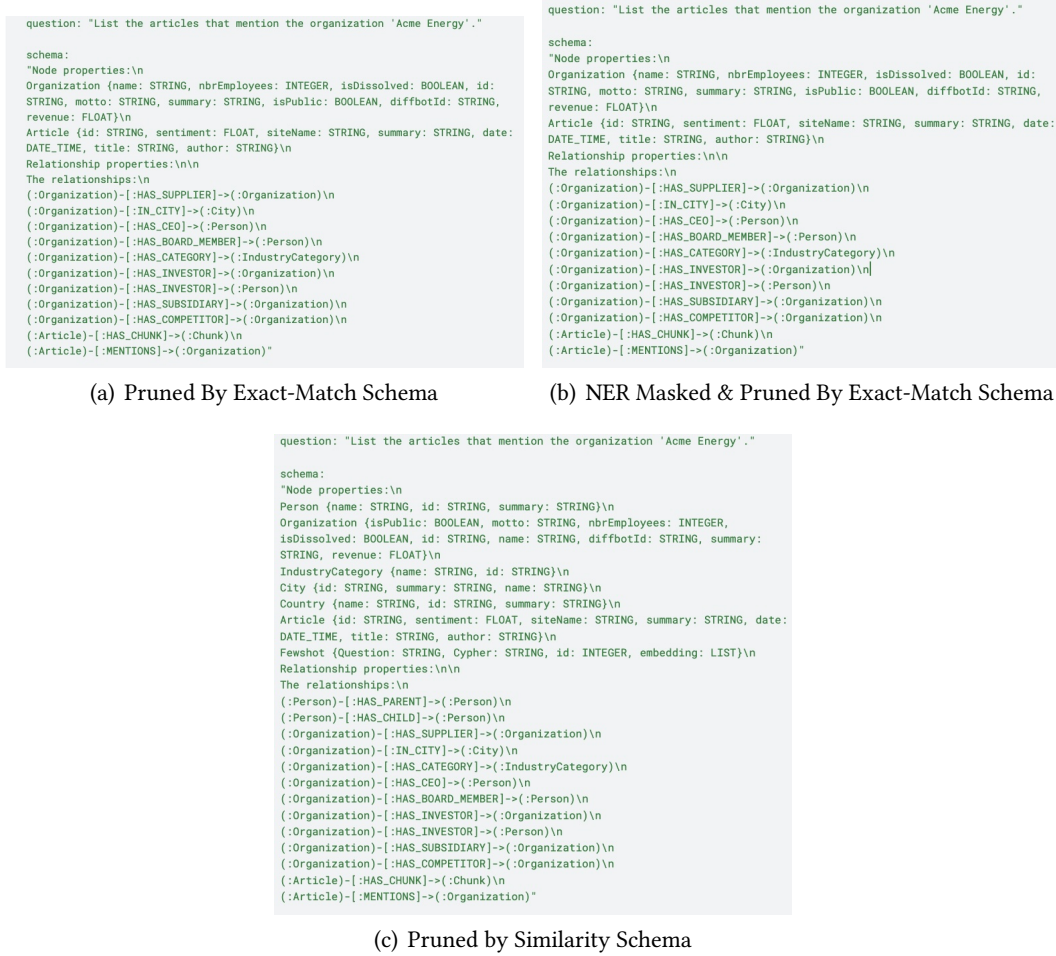 question: "List the articles that mention the organization 'Acme Energy'."
schema:
"Node properties:\n
Organization {name: STRING, nbrEmployees: INTEGER, isDissolved: BOOLEAN, id:
STRING, motto: STRING, summary: STRING, isPublic: BOOLEAN, diffbotId: STRING,
revenue: FLOAT}\n
Article {id: STRING, sentiment: FLOAT, siteName: STRING, summary: STRING, date:
DATE_TIME, title: STRING, author: STRING}\n
Relationship properties:\n\n
The relationships:\n
(:Organization)-[:HAS_SUPPLIER]->(:Organization)\n
(:Organization)-[:IN_CITY]->(:City)\n
(:Organization)-[:HAS_CEO]->(:Person)\n
(:Organization)-[:HAS_BOARD_MEMBER]->(:Person)\n
(:Organization)-[:HAS_CATEGORY]->(:IndustryCategory)\n
(:Organization)-[:HAS_INVESTOR]->(:Organization)\n
(:Organization)-[:HAS_INVESTOR]->(:Person)\n
(:Organization)-[:HAS_SUBSIDIARY]->(:Organization)\n
(:Organization)-[:HAS_COMPETITOR]->(:Organization)\n
(:Article)-[:HAS_CHUNK]->(:Chunk)\n
(:Article)-[:MENTIONS]->(:Organization)"
(a) Pruned By Exact-Match Schema
question: "List the articles that mention the organization 'Acme Energy'."
schema:
"Node properties:\n
Organization {name: STRING, nbrEmployees: INTEGER, isDissolved: BOOLEAN, id:
STRING, motto: STRING, summary: STRING, isPublic: BOOLEAN, diffbotId: STRING,
revenue: FLOAT}\n
Article {id: STRING, sentiment: FLOAT, siteName: STRING, summary: STRING, date:
DATE_TIME, title: STRING, author: STRING}\n
Relationship properties:\n\n
The relationships:\n
(:Organization)-[:HAS_SUPPLIER]->(:Organization)\n
(:Organization)-[:IN_CITY]->(:City)\n
(:Organization)-[:HAS_CEO]->(:Person)\n
(:Organization)-[:HAS_BOARD_MEMBER]->(:Person)\n
(:Organization)-[:HAS_CATEGORY]->(:IndustryCategory)\n
(:Organization)-[:HAS_INVESTOR]->(:Organization)\n
(:Organization)-[:HAS_INVESTOR]->(:Person)\n
(:Organization)-[:HAS_SUBSIDIARY]->(:Organization)\n
(:Organization)-[:HAS_COMPETITOR]->(:Organization)\n
(:Article)-[:HAS_CHUNK]->(:Chunk)\n
(:Article)-[:MENTIONS]->(:Organization)"
(b) NER Masked & Pruned By Exact-Match Schema
question: "List the articles that mention the organization 'Acme Energy'."
schema:
"Node properties:\n
Person {name: STRING, id: STRING, summary: STRING}\n
Organization {isPublic: BOOLEAN, motto: STRING, nbrEmployees: INTEGER,
isDissolved: BOOLEAN, id: STRING, name: STRING, diffbotId: STRING, summary:
STRING, revenue: FLOAT}\n
IndustryCategory {name: STRING, id: STRING}\n
City {id: STRING, summary: STRING, name: STRING}\n
Country {name: STRING, id: STRING, summary: STRING}\n
Article {id: STRING, sentiment: FLOAT, siteName: STRING, summary: STRING, date:
DATE_TIME, title: STRING, author: STRING}\n
Fewshot {Question: STRING, Cypher: STRING, id: INTEGER, embedding: LIST}\n
Relationship properties:\n\n
The relationships:\n
(:Person)-[:HAS_PARENT]->(:Person)\n
(:Person)-[:HAS_CHILD]->(:Person)\n
(:Organization)-[:HAS_SUPPLIER]->(:Organization)\n
(:Organization)-[:IN_CITY]->(:City)\n
(:Organization)-[:HAS_CATEGORY]->(:IndustryCategory)\n
(:Organization)-[:HAS_CEO]->(:Person)\n
(:Organization)-[:HAS_BOARD_MEMBER]->(:Person)\n
(:Organization)-[:HAS_INVESTOR]->(:Organization)\n
(:Organization)-[:HAS_INVESTOR]->(:Person)\n
(:Organization)-[:HAS_SUBSIDIARY]->(:Organization)\n
(:Organization)-[:HAS_COMPETITOR]->(:Organization)\n
(:Article)-[:HAS_CHUNK]->(:Chunk)\n
(:Article)-[:MENTIONS]->(:Organization)"
(c) Pruned by Similarity Schema